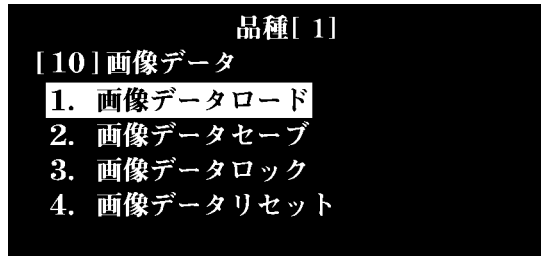 品種[ 1]
[10]画像データ
1. 画像データロード
2. 画像データセーブ
3. 画像データロック
4. 画像データリセット